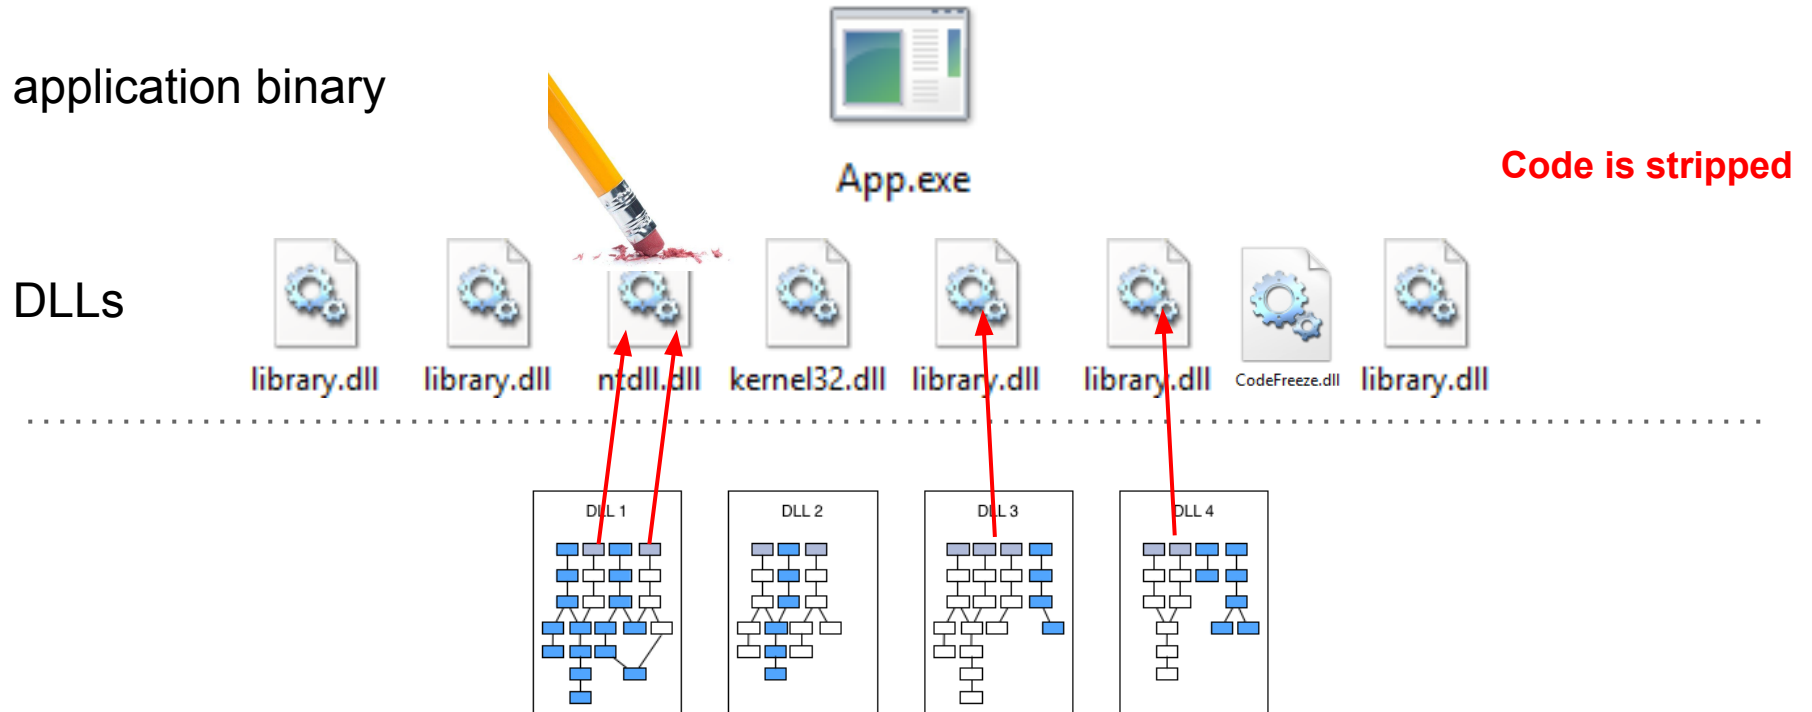 application binary
App.exe
Code is stripped
DLLs
library.dll
library.dll
ntdll.dll
kernel32.dll
library.dll
library.dll
CodeFreeze.dll
library.dll
DLL 1
DLL 2
DLL 3
DLL 4